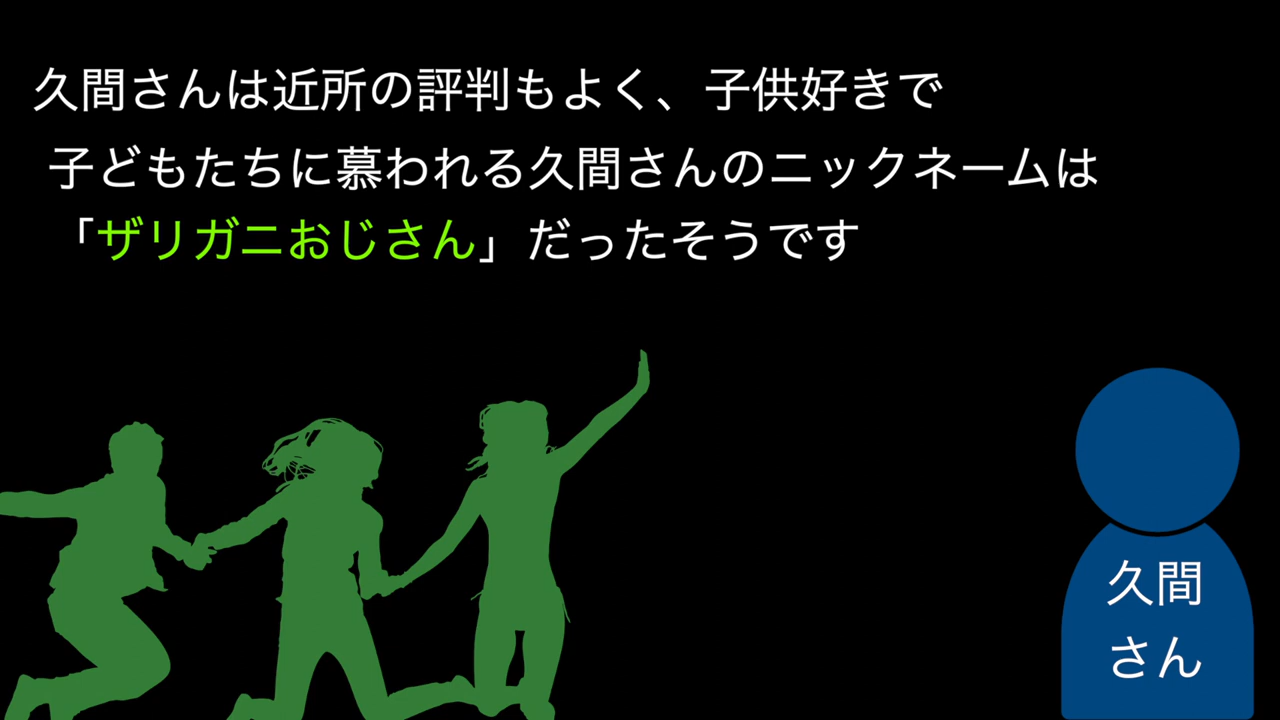 久間さんは近所の評判もよく、子供好きで
子どもたちに慕われる久間さんのニックネームは
「ザリガニおじさん」だったそうです
久間
さん